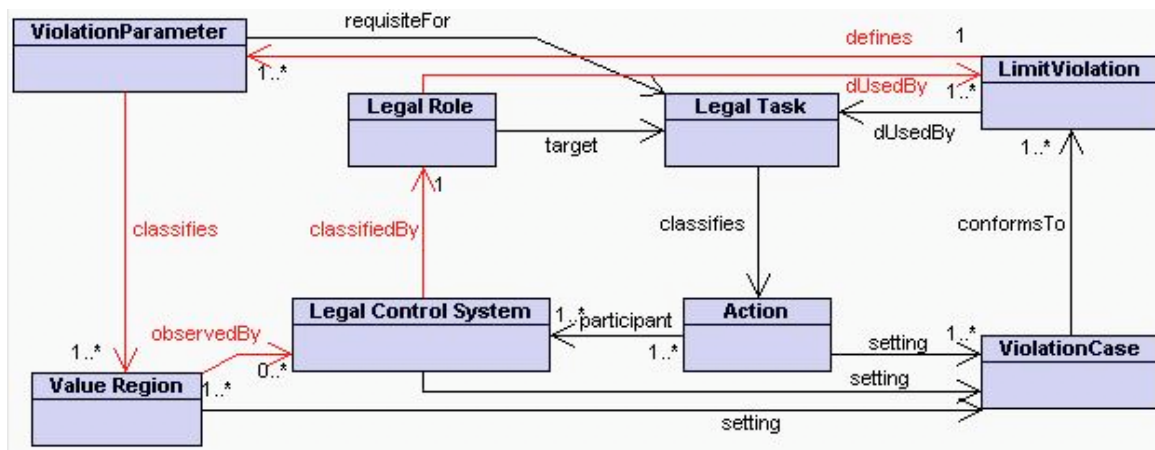 requisiteFor
ViolationParameter
defines
1
1..*
LimitViolation
Legal Role
Legal Task
dUsedBy
1..*
target
dUsedBy
1..*
1
classifies
classifiedBy
classifies
conformsTo
Legal Control System
Action
observedBy
1..*
participant
1..*
1..*
setting
ViolationCase
1..*
0..*
Value Region
1..*
setting
setting